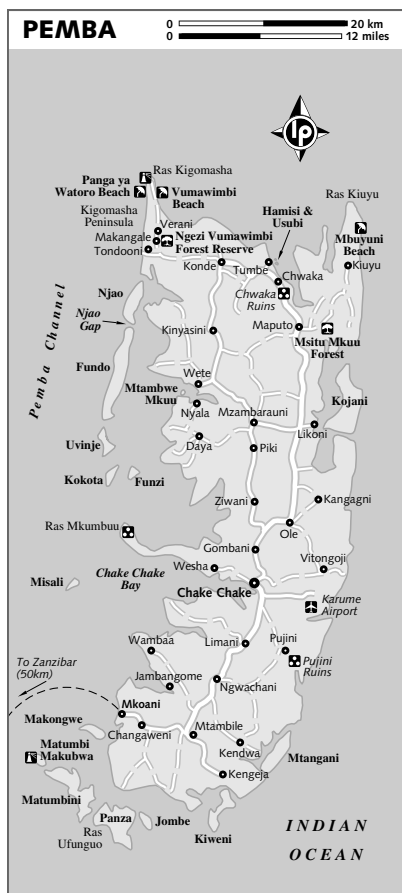 PEMBA
0 20 km
0 12 miles
lp
Ras Kigomasha
Panga ya
Watoro Beach
Vumawimbi
Beach
Ras Kiuyu
Kigomasha
Peninsula
Verani
Makangale
Tondooni
Ngezi Vumawimbi
Forest Reserve
Hamisi &
Usubi
Mbuyuni
Beach
Konde
Tumbe
Kiuyu
Chwaka
Chwaka
Ruins
Njao
Njao
Gap
Pemba Channel
Kinyasini
Maputo
Msitu Mkuu
Forest
Fundo
Wete
Mtambwe
Mkuu
Nyala
Mzambarauni
Kojani
Likoni
Uvinje
Daya
Piki
Kokota
Funzi
Ziwani
Kangagni
Ras Mkumbuu
Ole
Gombani
Vitongoji
Chake Chake
Bay
Wesha
Misali
Chake Chake
Karume
Airport
Wambaa
Limani
Pujini
To Zanzibar
(50km)
Jambangome
Pujini
Ruins
Ngwachani
Mkoani
Makongwe
Changaweni
Mtambile
Matumbi
Makubwa
Kendwa
Mtangani
Kengeja
Matumbini
Panza
Jombe
Ras
Ufunguo
Kiweni
INDIAN
OCEAN